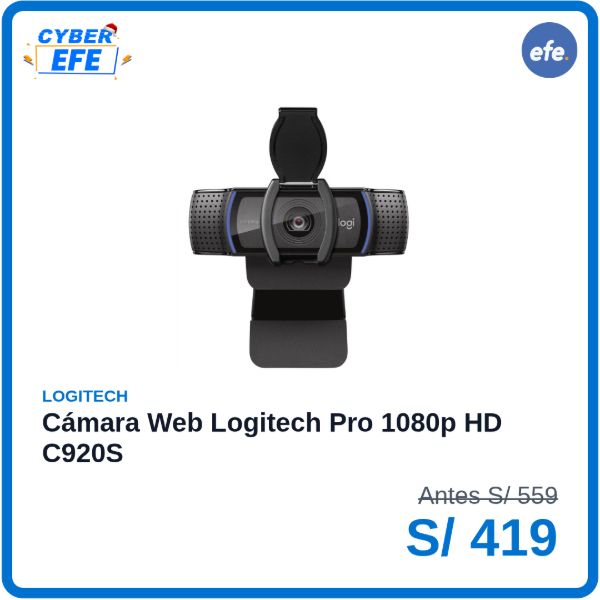 CYBER
EFE
efe.
logi
LOGITECH
Cámara Web Logitech Pro 1080p HD
C920S
Antes S/ 559
S/ 419